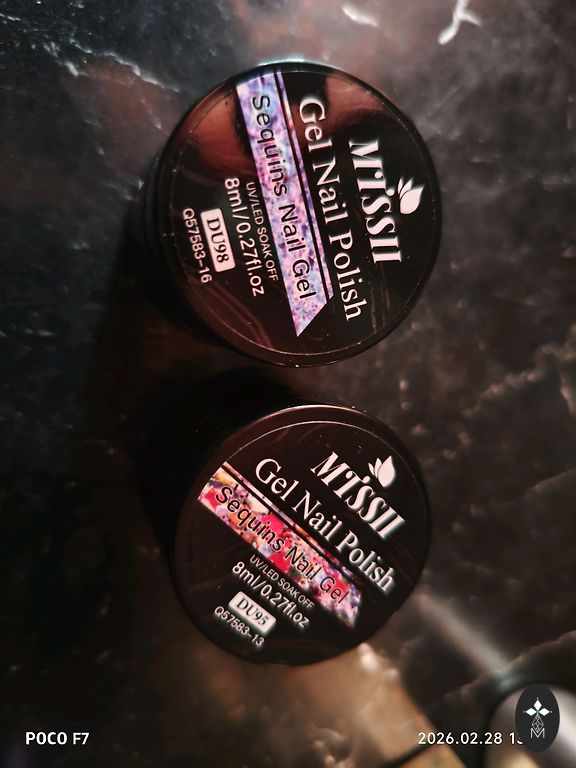 MISSII
Gel Nail Polish
Sequins Nail Gel
UV/LED SOAK OFF
8ml/0.27fl.oz
DU98
Q57583-16
MISSII
Gel Nail Polish
Sequins Nail Gel
UV/LED SOAK OFF
8ml/0.27fl.oz
DU95
Q57583-13
POCO F7
2026.02.28
M